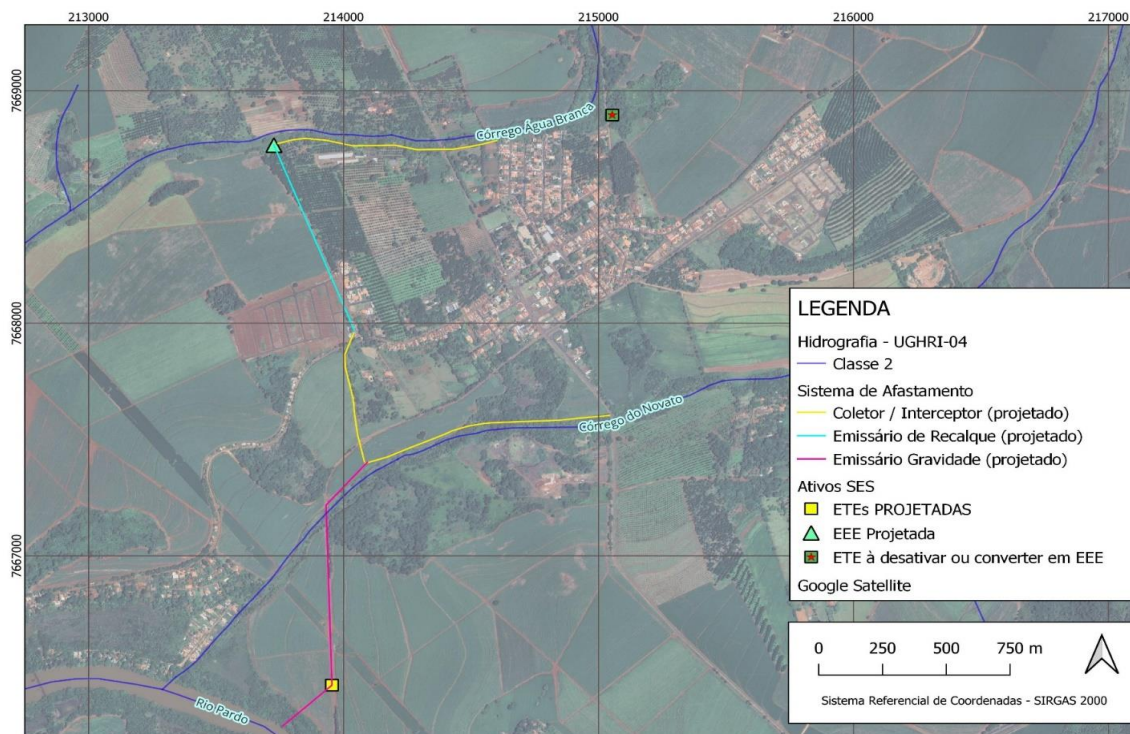 213000
214000
215000
216000
217000
7669000
Córrego Água Branca
7668000
LEGENDA
Hidrografia - UGHRI-04
Classe 2
Sistema de Afastamento
Coletor / Interceptor (projetado)
Córrego do Novato
Emissário de Recalque (projetado)
Emissário Gravidade (projetado)
Ativos SES
ETEs PROJETADAS
EEE Projetada
7667000
ETE à desativar ou converter em EEE
Google Satellite
0 250 500 750 m
Rio Pardo
Sistema Referencial de Coordenadas - SIRGAS 2000